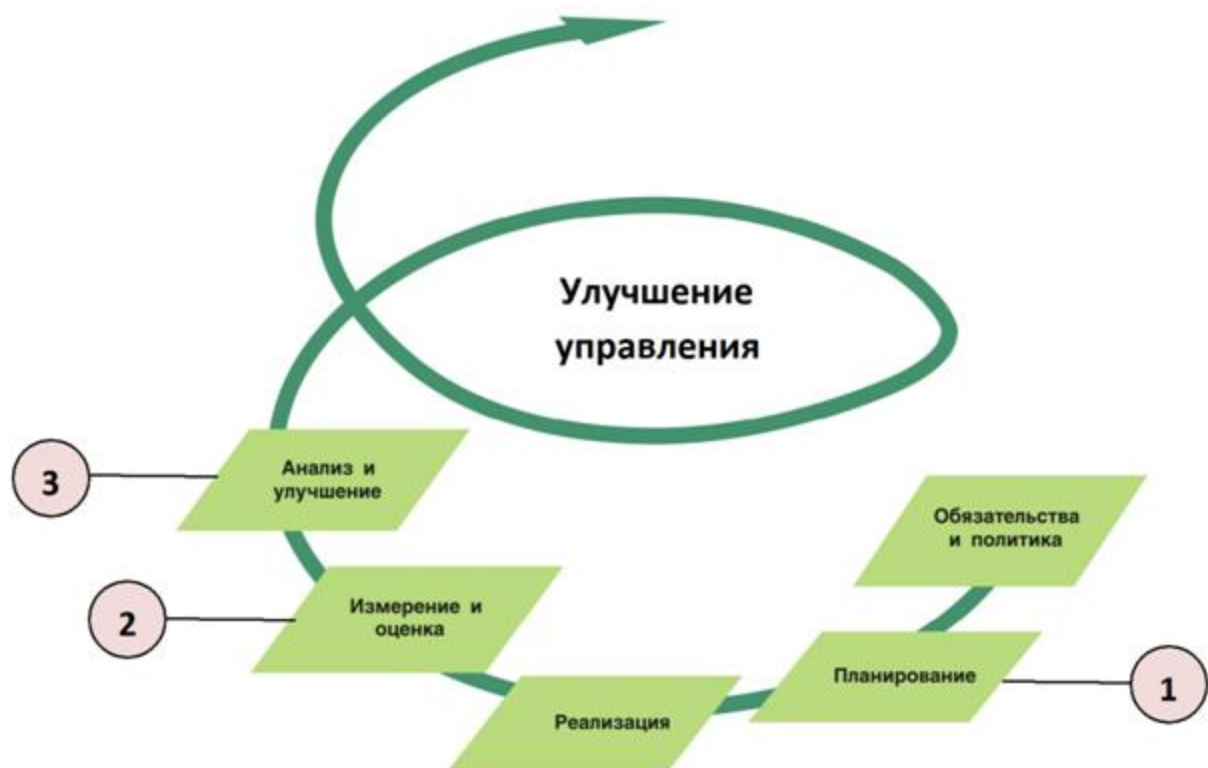 Улучшение
управления
3
Анализ и
улучшение
Обязательства
и политика
2
Измерение и
оценка
Планирование
1
Реализация